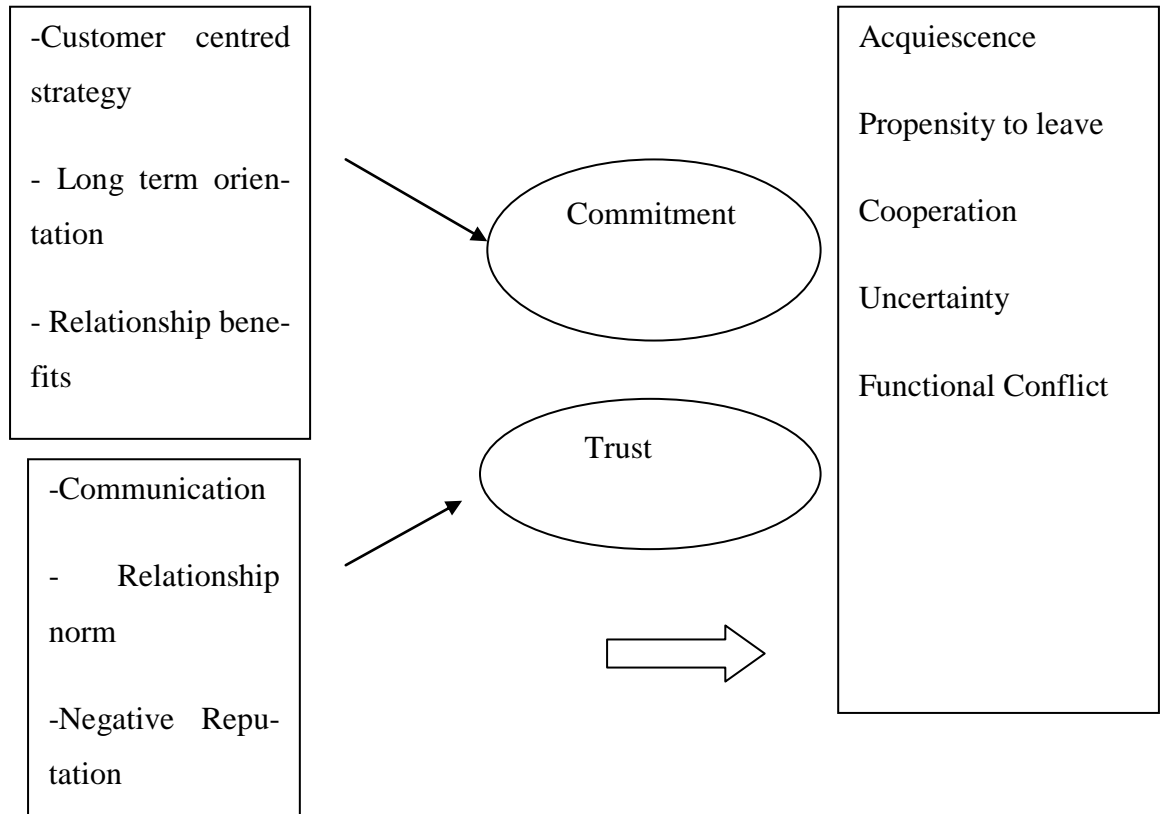 -Customer centred
strategy
- Long term orien-
tation
- Relationship bene-
fits
-Communication
- Relationship
norm
-Negative Repu-
tation
Commitment
Trust
Acquiescence
Propensity to leave
Cooperation
Uncertainty
Functional Conflict